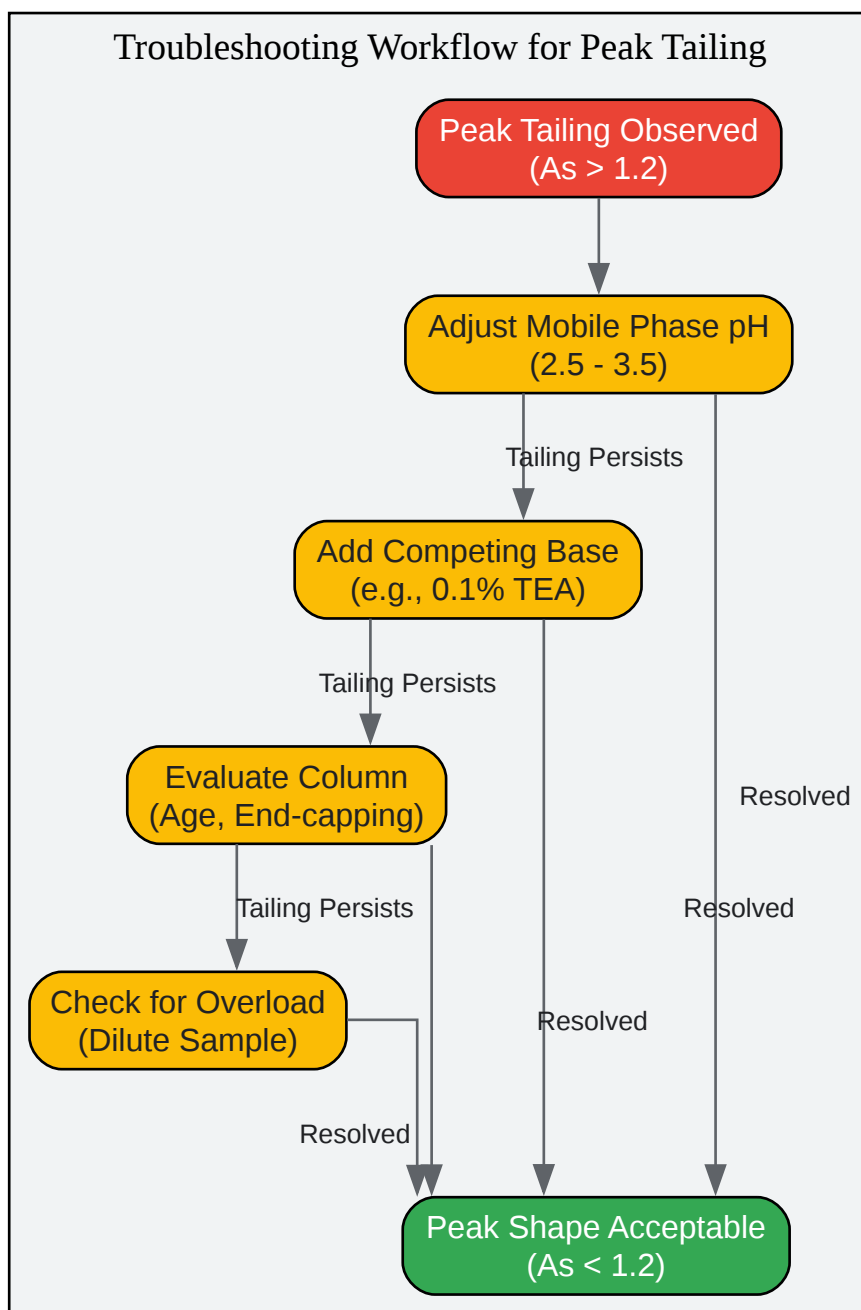 Troubleshooting Workflow for Peak Tailing
Peak Tailing Observed
(As > 1.2)
Adjust Mobile Phase pH
(2.5 - 3.5)
Tailing Persists
Add Competing Base
(e.g., 0.1% TEA)
Tailing Persists
Evaluate Column
(Age, End-capping)
Resolved
Tailing Persists
Resolved
Check for Overload
(Dilute Sample)
Resolved
Resolved
Peak Shape Acceptable
(As < 1.2)